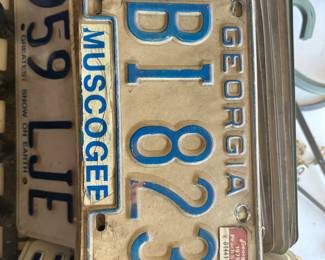 59 LJE
GREATEST SHOW ON EARTH
GEORGIA
BI 823
MUSCOGEE